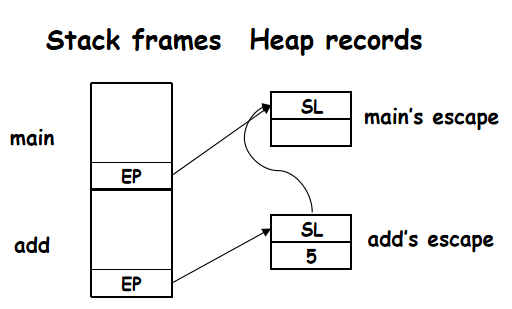 Stack frames Heap records
SL
main's escape
main
EP
SL
add's escape
add
5
EP